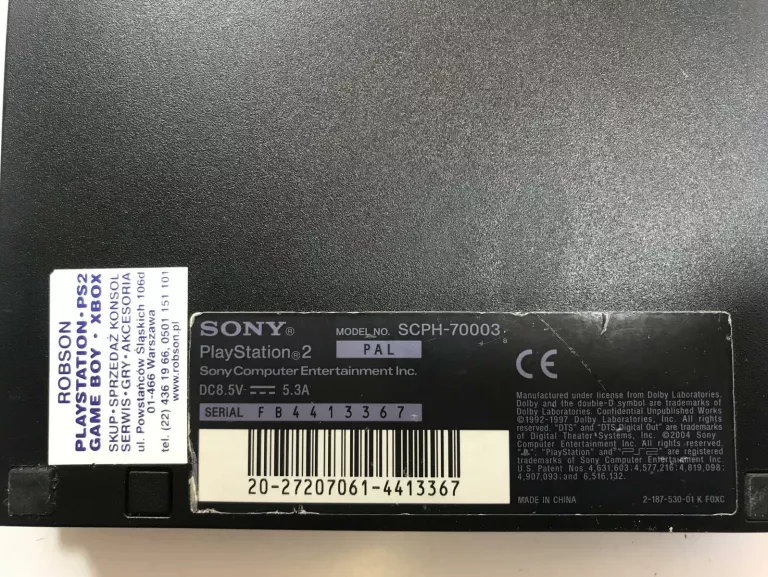 ROBSON
PLAYSTATION • PS2
GAME BOY • XBOX
SKUP • SPRZEDAŻ KONSOL
SERWIS • GRY • AKCESORIA
ul. Powstańców Śląskich 106d
01-466 Warszawa
tel. (22) 436 19 66, 0501 151 101
www.robson.pl
SONY®
MODEL NO. SCPH-70003
PlayStation®2
PAL
Sony Computer Entertainment Inc.
DC8.5V 5.3A
SERIAL FB4413367
20-27207061-4413367
CE
Manufactured under license from Dolby Laboratories.
Dolby and the double-D symbol are trademarks of
Dolby Laboratories. Confidential Unpublished Works
©1992-1997 Dolby Laboratories. All rights
reserved. "DTS" and "DTS Digital Out" are trademarks
of Digital Theater Systems, Inc. ©2004 Sony
Computer Entertainment Inc. All rights reserved.
"PlayStation" and "PS2" are registered
trademarks of Sony Computer Entertainment Inc.
U.S. Patent Nos. 4,631,603; 4,577,216; 4,819,098;
4,907,093; and 6,516,132.
MADE IN CHINA
2-187-530-01 K FOXC